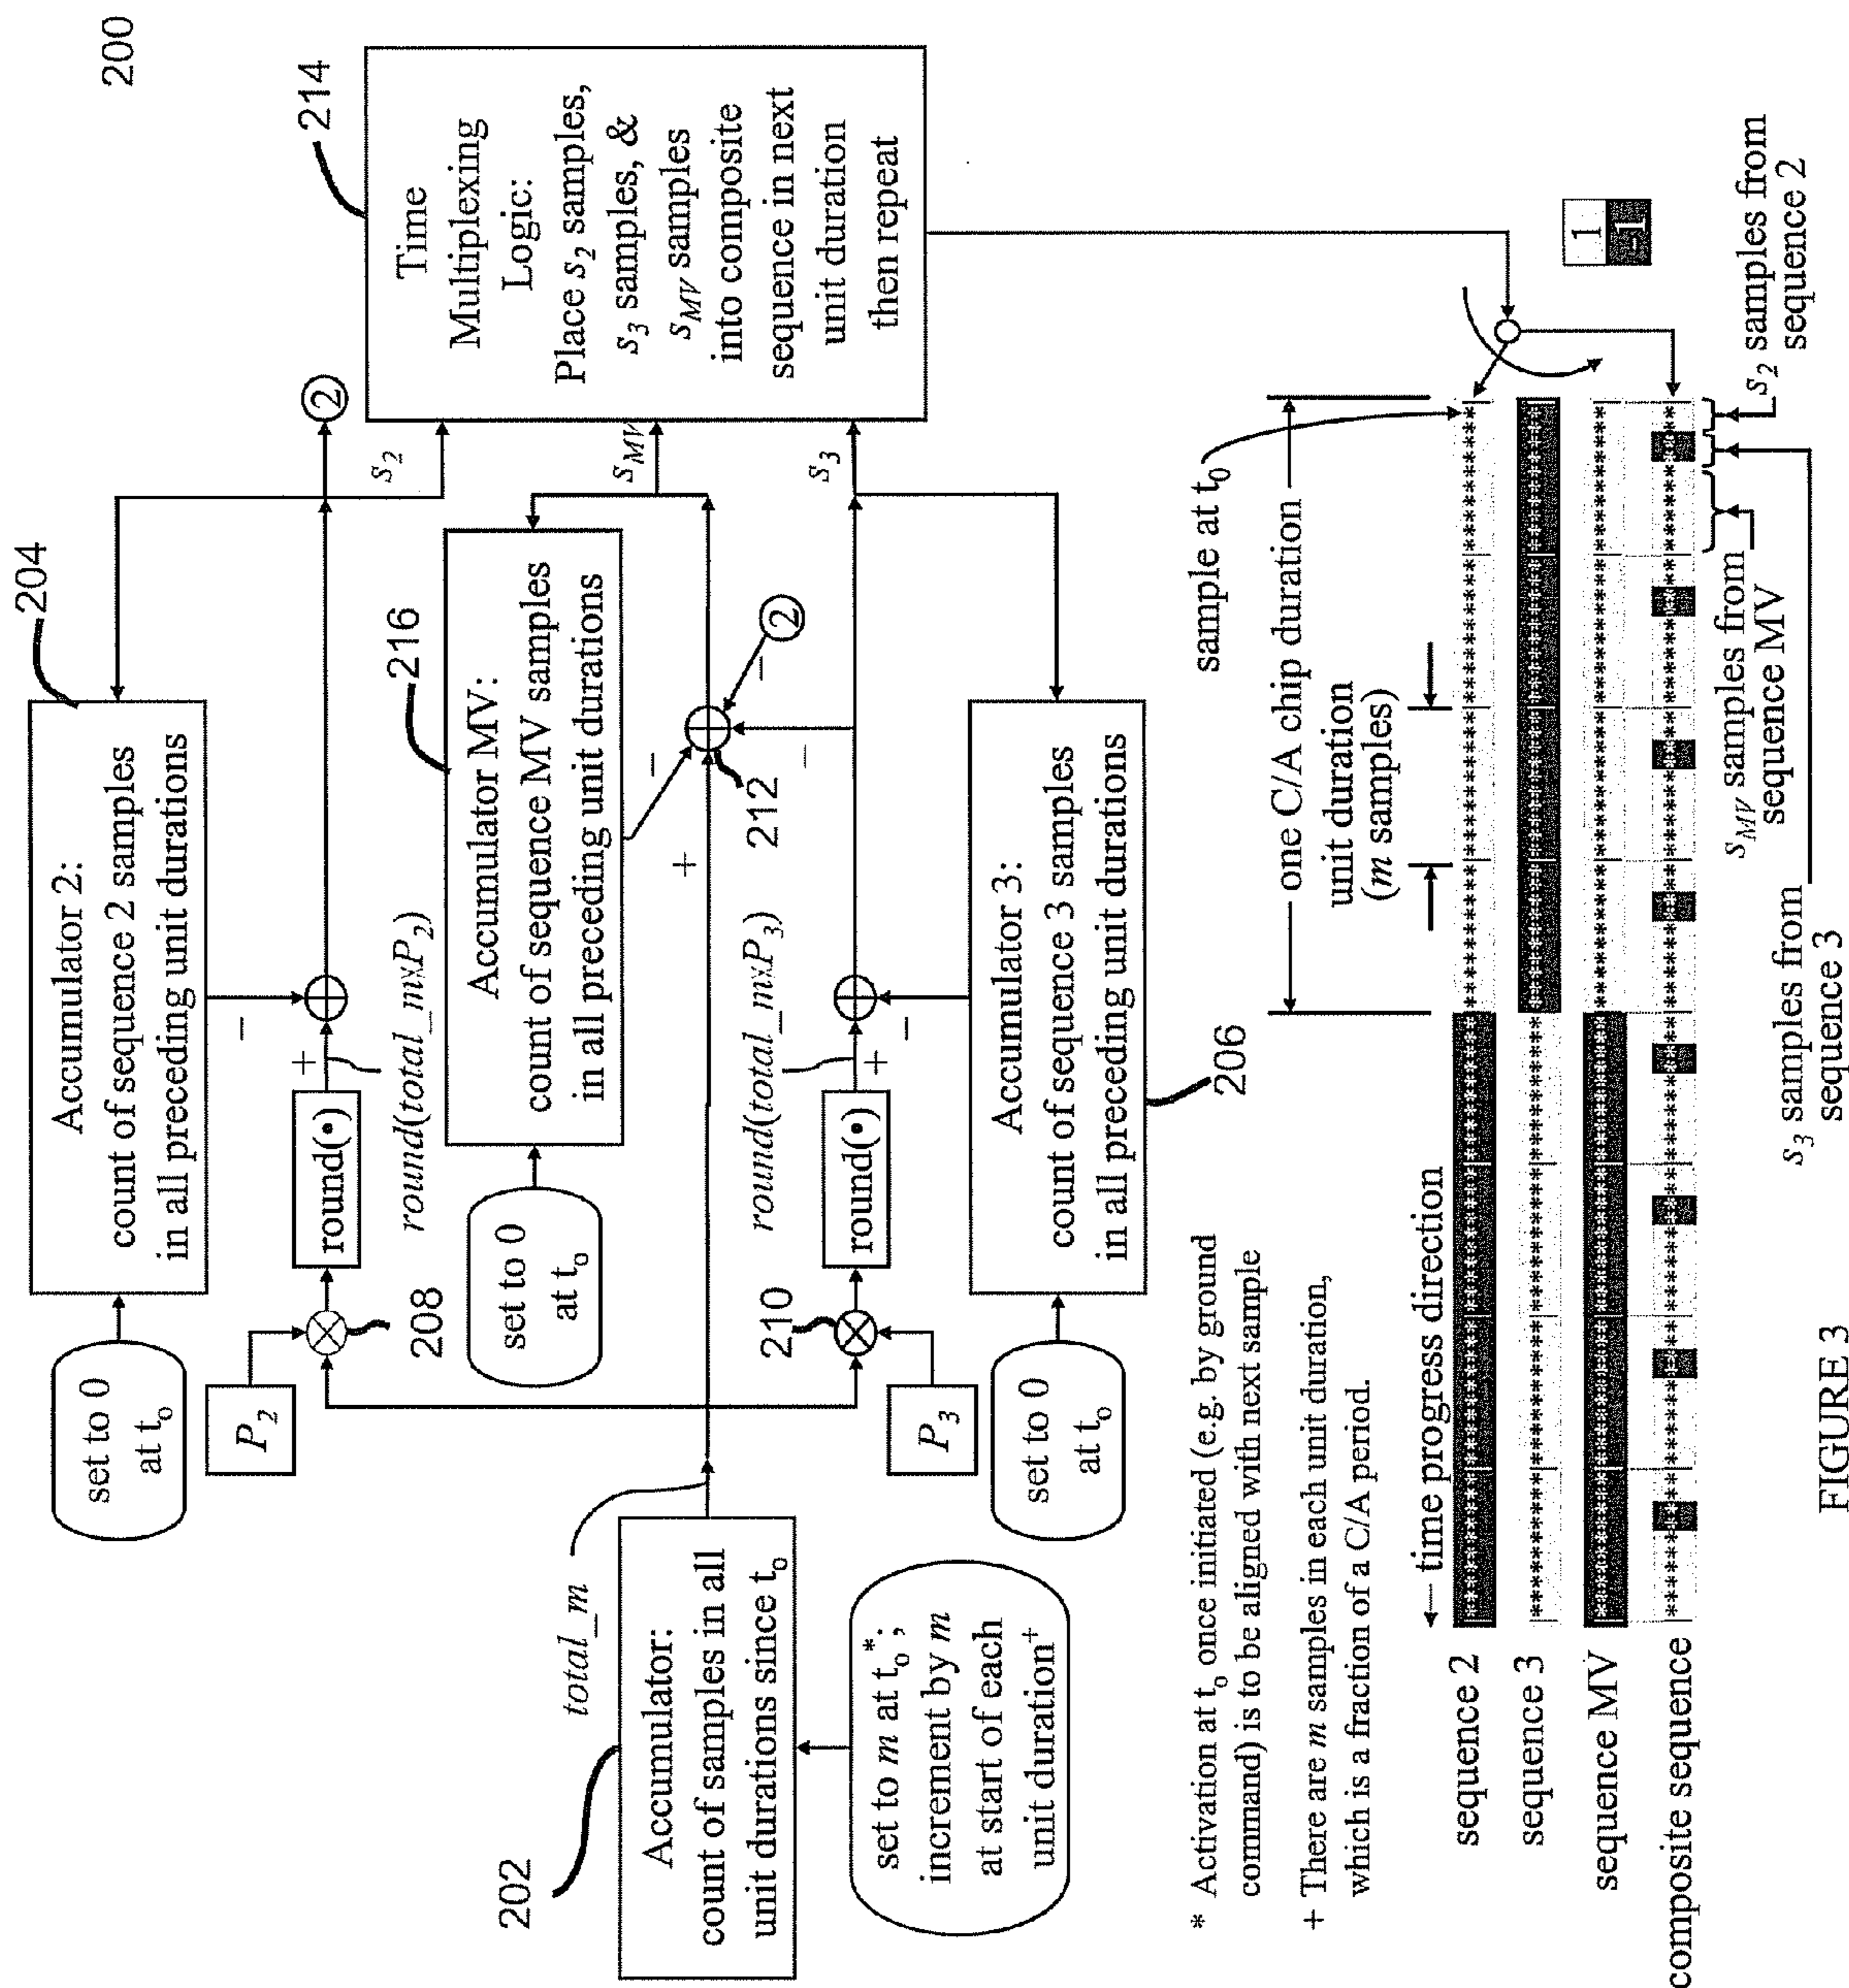 200
204
Accumulator 2:
count of sequence 2 samples
in all preceding unit durations
set to 0
at t₀
P₂
208
round(•)
+
−
round(total_m×P₂)
②
s₂
216
Accumulator MV:
count of sequence MV samples
in all preceding unit durations
set to 0
at t₀
s_MV
202
Accumulator:
count of samples in all
unit durations since t₀
total_m
set to m at t₀*;
increment by m
at start of each
unit duration⁺
+
−
−
−
②
212
210
P₃
round(•)
+
−
round(total_m×P₃)
s₃
set to 0
at t₀
Accumulator 3:
count of sequence 3 samples
in all preceding unit durations
206
214
Time
Multiplexing
Logic:
Place s₂ samples,
s₃ samples, &
s_MV samples
into composite
sequence in next
unit duration
then repeat
* Activation at t₀ once initiated (e.g. by ground
command) is to be aligned with next sample
+ There are m samples in each unit duration,
which is a fraction of a C/A period.
sample at t₀
one C/A chip duration
unit duration
(m samples)
time progress direction
sequence 2
sequence 3
sequence MV
composite sequence
1
-1
s₂ samples from
sequence 2
s_MV samples from
sequence MV
s₃ samples from
sequence 3
FIGURE 3